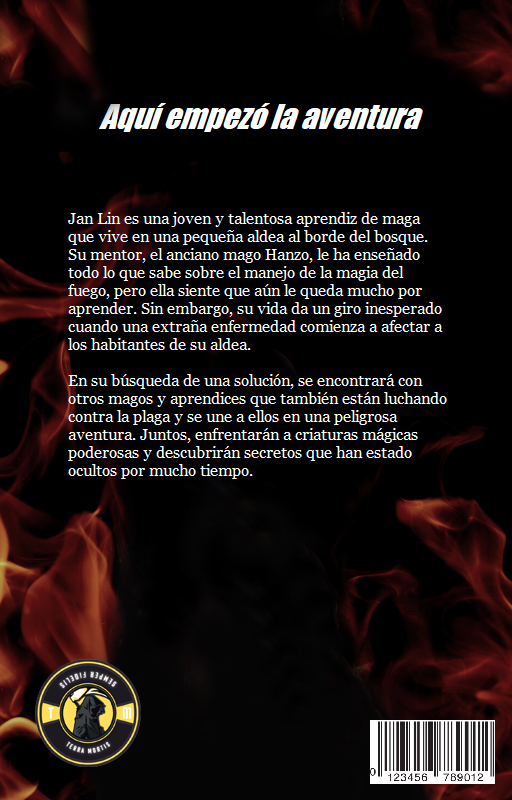 Aquí empezó la aventura
Jan Lin es una joven y talentosa aprendiz de maga
que vive en una pequeña aldea al borde del bosque.
Su mentor, el anciano mago Hanzo, le ha enseñado
todo lo que sabe sobre el manejo de la magia del
fuego, pero ella siente que aún le queda mucho por
aprender. Sin embargo, su vida da un giro inesperado
cuando una extraña enfermedad comienza a afectar a
los habitantes de su aldea.
En su búsqueda de una solución, se encontrará con
otros magos y aprendices que también están luchando
contra la plaga y se une a ellos en una peligrosa
aventura. Juntos, enfrentarán a criaturas mágicas
poderosas y descubrirán secretos que han estado
ocultos por mucho tiempo.
SEMPER FIDELIS
T M
TERRA MORTIS
0 123456 789012